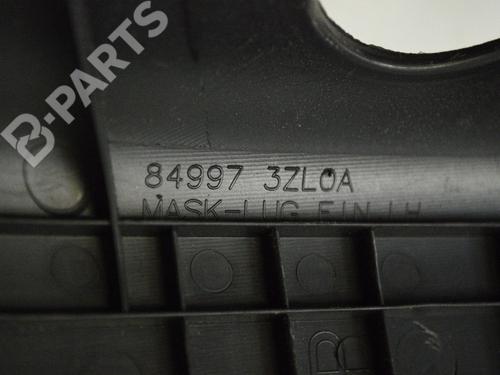 B-PARTS
84997 3ZL0A
MASK-LUG FIN LH